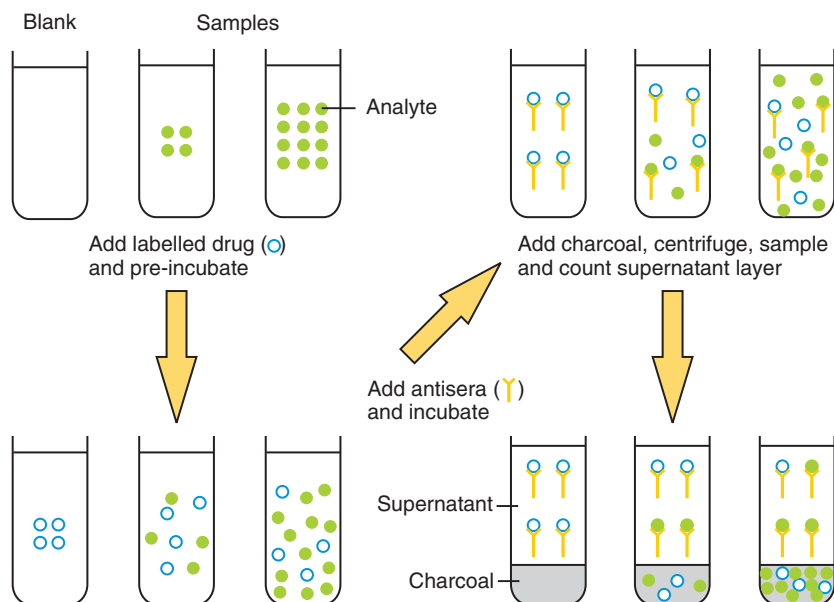 Blank
Samples
Analyte
Add labelled drug (○)
and pre-incubate
Add antisera (Y)
and incubate
Add charcoal, centrifuge, sample
and count supernatant layer
Supernatant
Charcoal